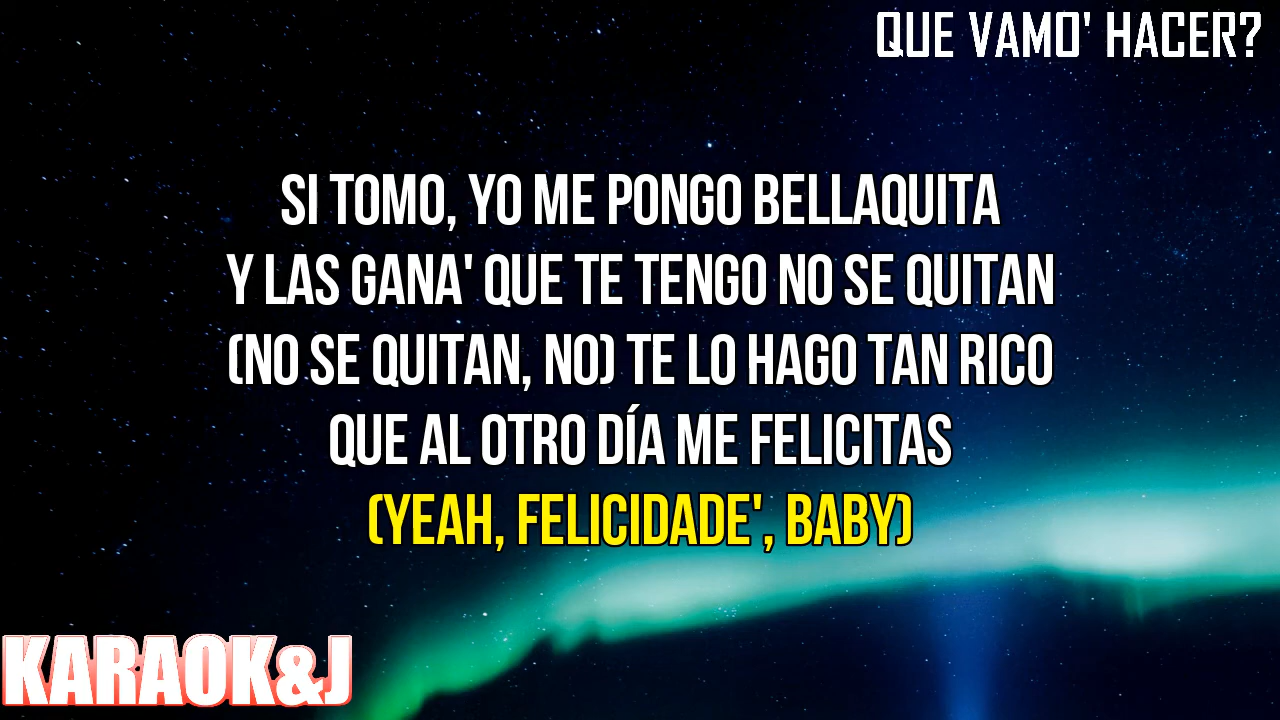 QUE VAMO' HACER?
SI TOMO, YO ME PONGO BELLAQUITA
Y LAS GANA' QUE TE TENGO NO SE QUITAN
(NO SE QUITAN, NO) TE LO HAGO TAN RICO
QUE AL OTRO DÍA ME FELICITAS
(YEAH, FELICIDADE', BABY)
KARAOK&J